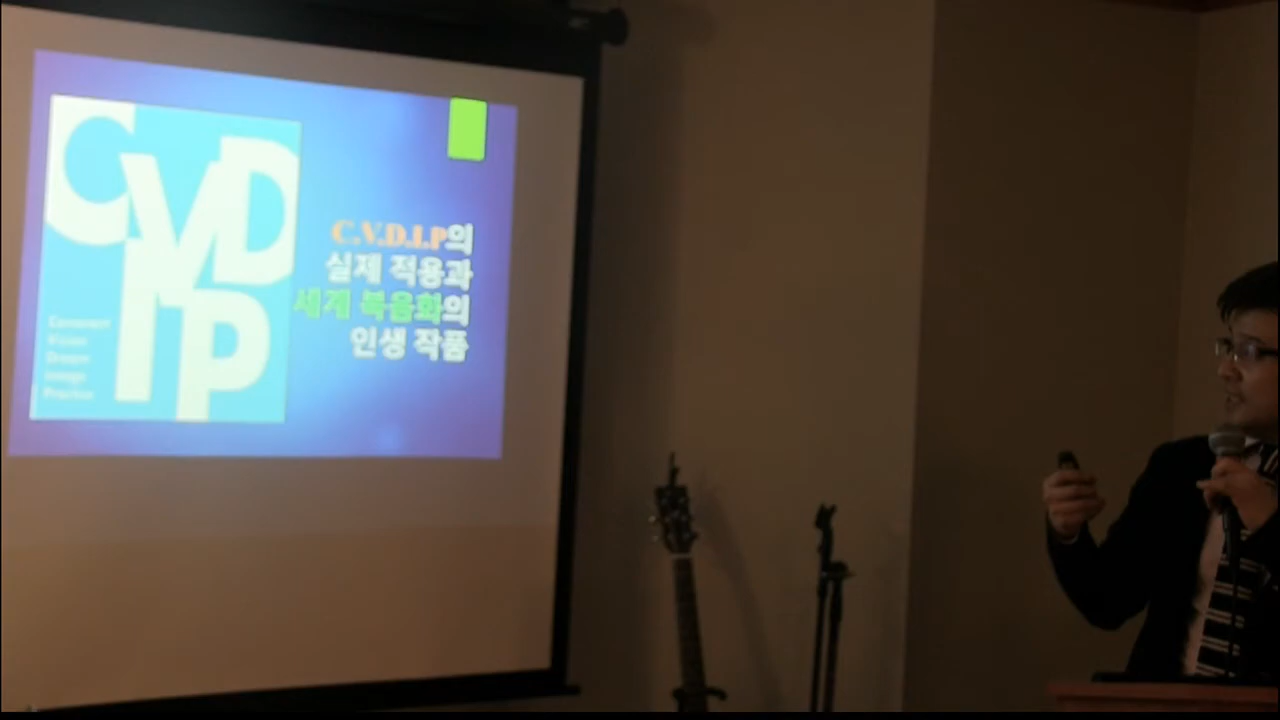 CVD
IP
Covenant
Vision
Dream
Image
Practice
C.V.D.I.P의
실제 적용과
세계 복음화의
인생 작품